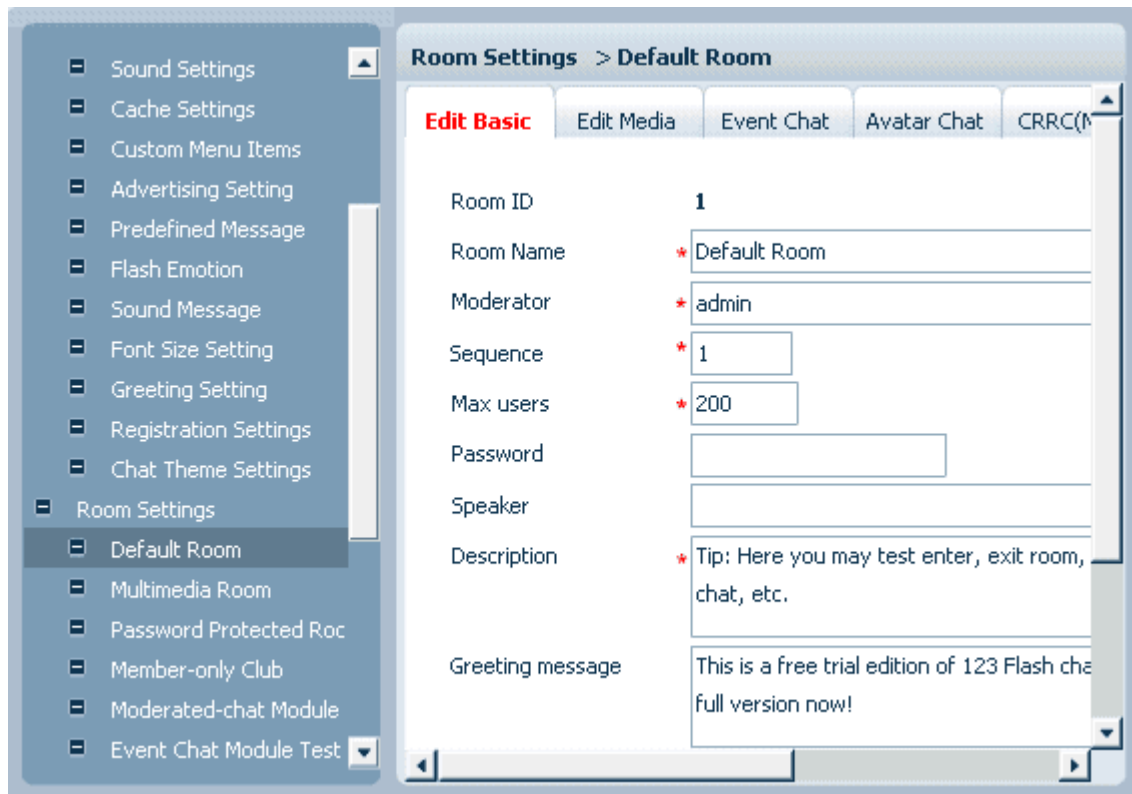 Sound Settings
Cache Settings
Custom Menu Items
Advertising Setting
Predefined Message
Flash Emotion
Sound Message
Font Size Setting
Greeting Setting
Registration Settings
Chat Theme Settings
Room Settings
Default Room
Multimedia Room
Password Protected Roo
Member-only Club
Moderated-chat Module
Event Chat Module Test
Room Settings > Default Room
Edit Basic Edit Media Event Chat Avatar Chat CRRC(M
Room ID 1
Room Name * Default Room
Moderator * admin
Sequence * 1
Max users * 200
Password
Speaker
Description * Tip: Here you may test enter, exit room,
chat, etc.
Greeting message This is a free trial edition of 123 Flash cha
full version now!